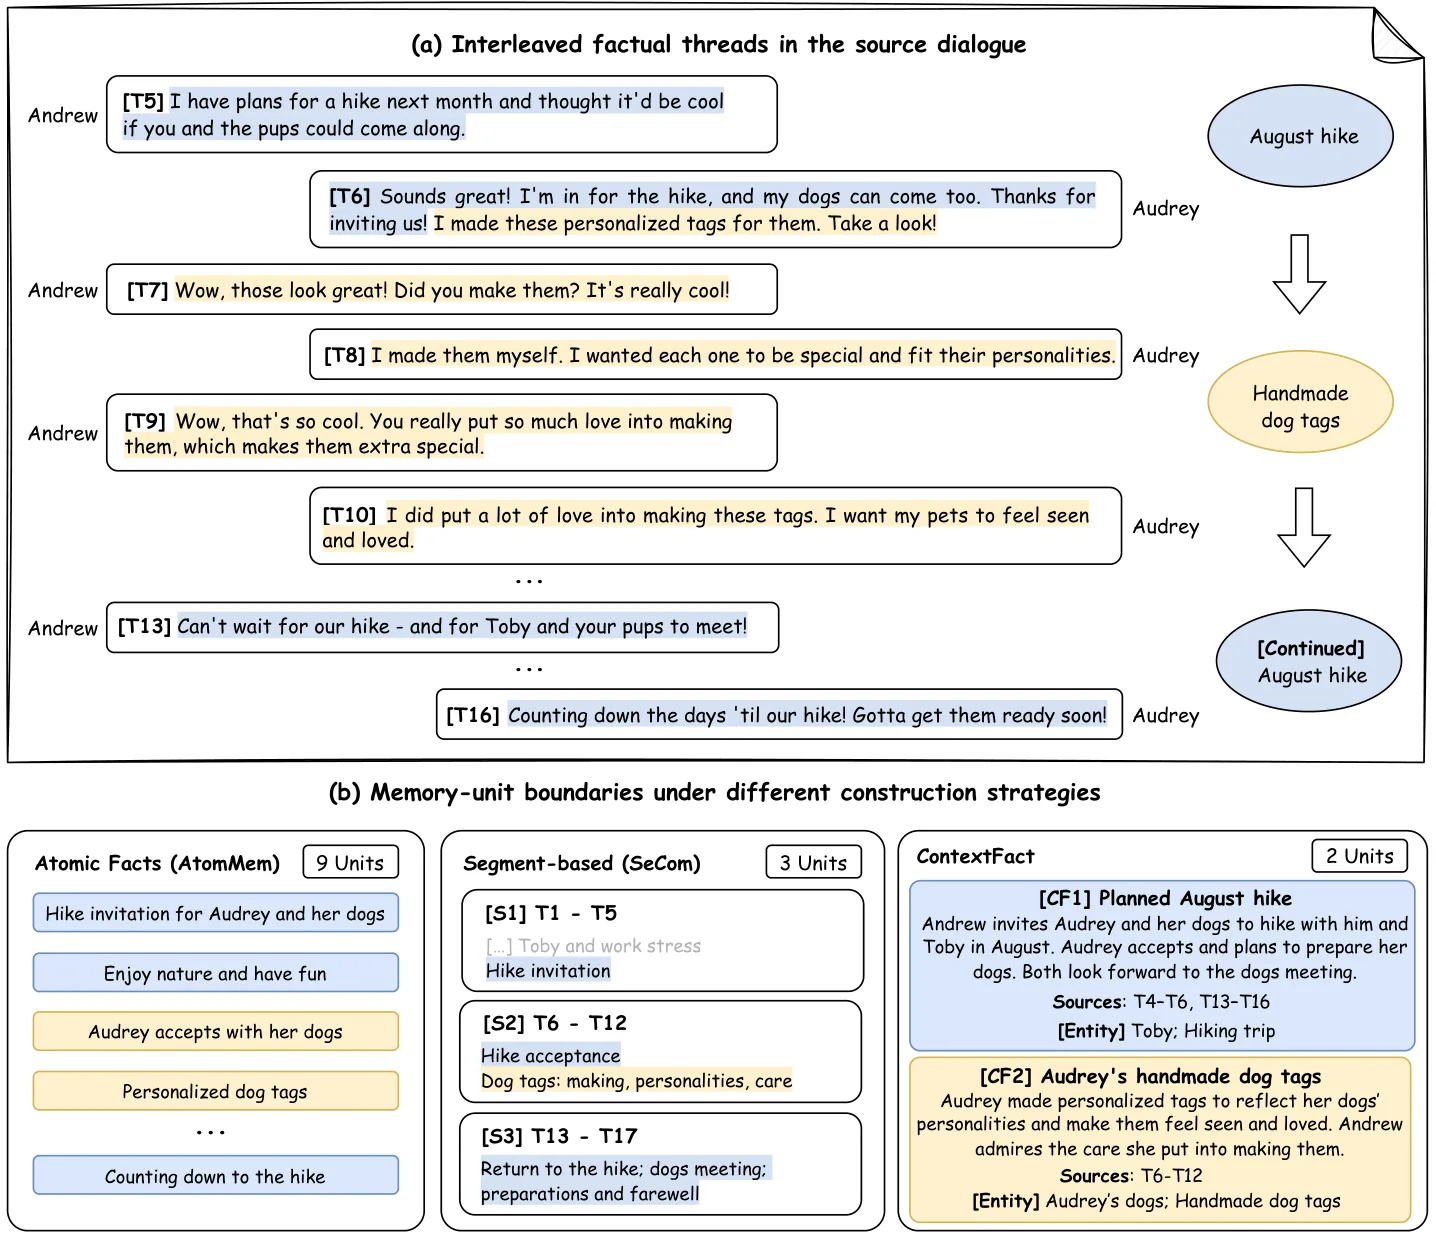 (a) Interleaved factual threads in the source dialogue
Andrew
[T5] I have plans for a hike next month and thought it'd be cool
if you and the pups could come along.
August hike
[T6] Sounds great! I'm in for the hike, and my dogs can come too. Thanks for
inviting us! I made these personalized tags for them. Take a look!
Audrey
Andrew
[T7] Wow, those look great! Did you make them? It's really cool!
[T8] I made them myself. I wanted each one to be special and fit their personalities.
Audrey
Handmade
dog tags
Andrew
[T9] Wow, that's so cool. You really put so much love into making
them, which makes them extra special.
[T10] I did put a lot of love into making these tags. I want my pets to feel seen
and loved.
Audrey
...
Andrew
[T13] Can't wait for our hike - and for Toby and your pups to meet!
...
[Continued]
August hike
[T16] Counting down the days 'til our hike! Gotta get them ready soon!
Audrey
(b) Memory-unit boundaries under different construction strategies
Atomic Facts (AtomMem)
9 Units
Hike invitation for Audrey and her dogs
Enjoy nature and have fun
Audrey accepts with her dogs
Personalized dog tags
...
Counting down to the hike
Segment-based (SeCom)
3 Units
[S1] T1 - T5
[...] Toby and work stress
Hike invitation
[S2] T6 - T12
Hike acceptance
Dog tags: making, personalities, care
[S3] T13 - T17
Return to the hike; dogs meeting;
preparations and farewell
ContextFact
2 Units
[CF1] Planned August hike
Andrew invites Audrey and her dogs to hike with him and
Toby in August. Audrey accepts and plans to prepare her
dogs. Both look forward to the dogs meeting.
Sources: T4–T6, T13–T16
[Entity] Toby; Hiking trip
[CF2] Audrey's handmade dog tags
Audrey made personalized tags to reflect her dogs’
personalities and make them feel seen and loved. Andrew
admires the care she put into making them.
Sources: T6-T12
[Entity] Audrey’s dogs; Handmade dog tags